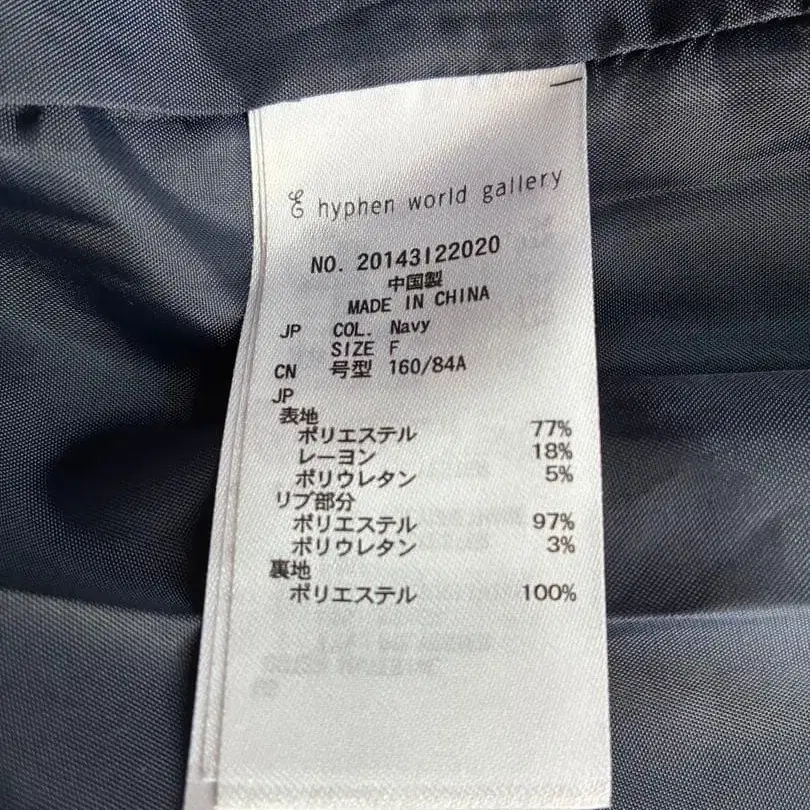 E hyphen world gallery
NO. 20143122020
中国製
MADE IN CHINA
JP COL. Navy
SIZE F
CN 号型 160/84A
JP
表地
ポリエステル 77%
レーヨン 18%
ポリウレタン 5%
リブ部分
ポリエステル 97%
ポリウレタン 3%
裏地
ポリエステル 100%